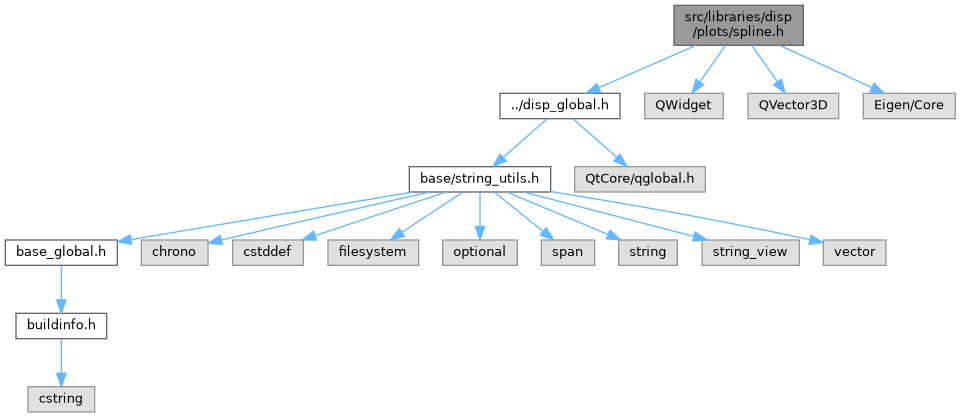 src/libraries/disp
/plots/spline.h
../disp_global.h
QWidget
QVector3D
Eigen/Core
base/string_utils.h
QtCore/qglobal.h
base_global.h
chrono
cstddef
filesystem
optional
span
string
string_view
vector
buildinfo.h
cstring